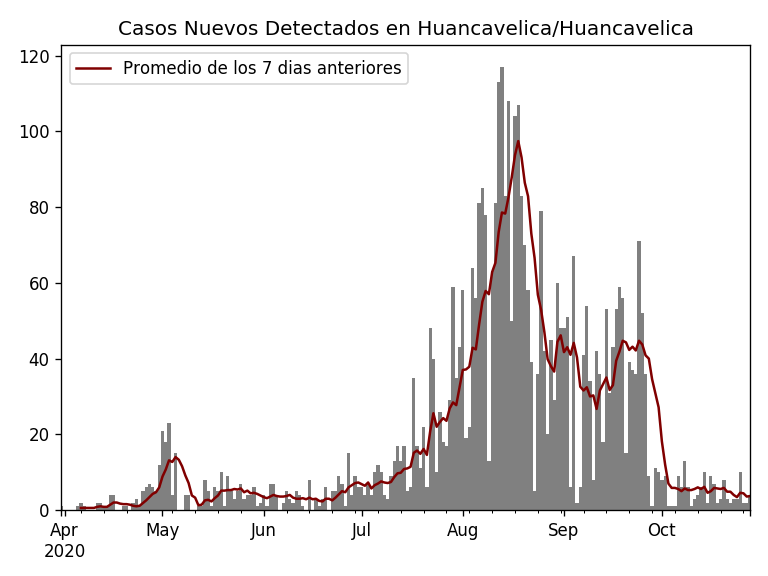 Casos Nuevos Detectados en Huancavelica/Huancavelica
Promedio de los 7 dias anteriores
120
100
80
60
40
20
0
Apr May Jun Jul Aug Sep Oct
2020